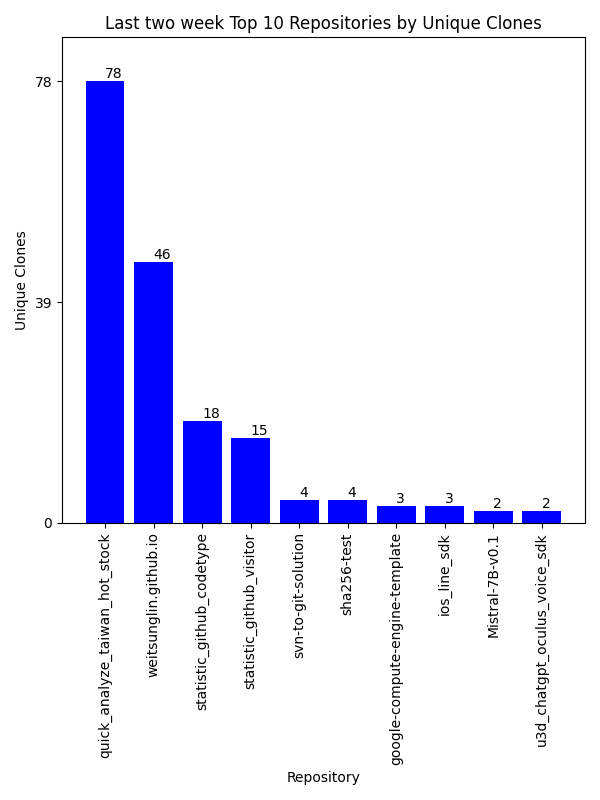 Last two week Top 10 Repositories by Unique Clones
Unique Clones
78
39
0
78
46
18
15
4
4
3
3
2
2
quick_analyze_taiwan_hot_stock
weitsunglin.github.io
statistic_github_codetype
statistic_github_visitor
svn-to-git-solution
sha256-test
google-compute-engine-template
ios_line_sdk
Mistral-7B-v0.1
u3d_chatgpt_oculus_voice_sdk
Repository